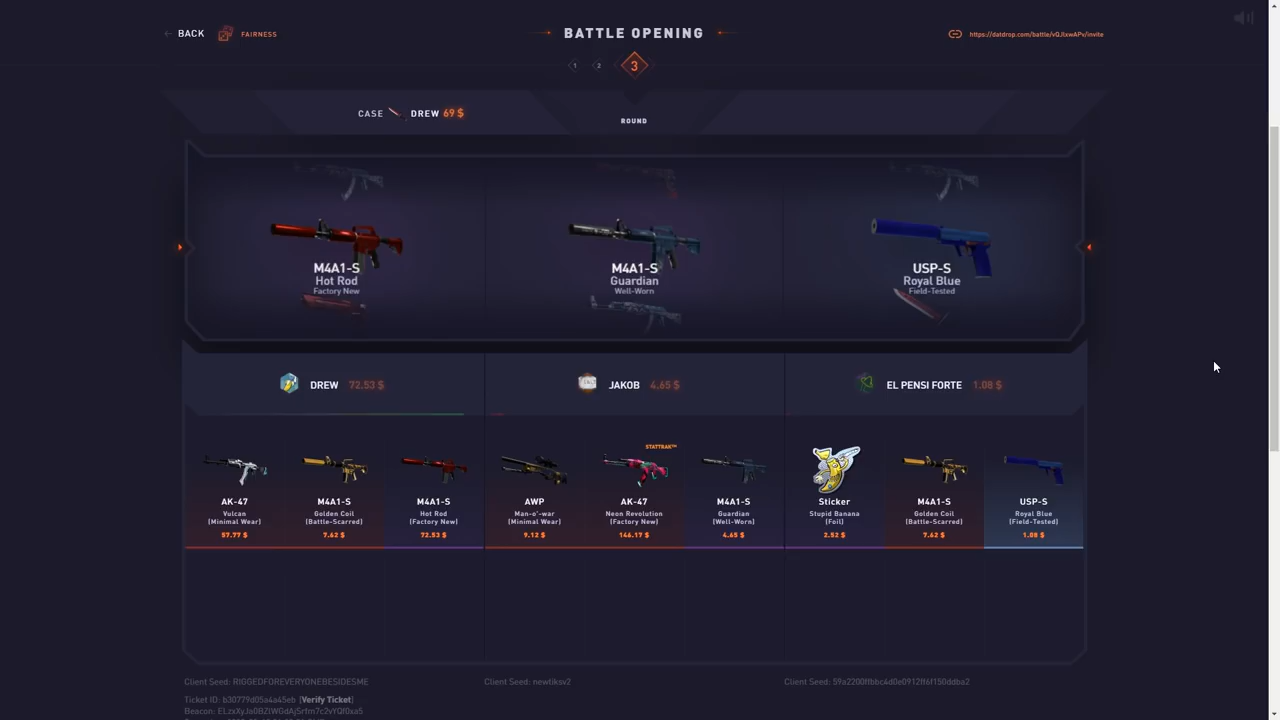 ← BACK
FAIRNESS
BATTLE OPENING
https://datdrop.com/battle/vQJlxwAPv/invite
1
2
3
CASE DREW 69 $
ROUND
M4A1-S
Hot Rod
Factory New
M4A1-S
Guardian
Well-Worn
USP-S
Royal Blue
Field-Tested
DREW 72.53 $
JAKOB 4.65 $
EL PENSI FORTE 1.08 $
AK-47
Vulcan
(Minimal Wear)
57.77 $
M4A1-S
Golden Coil
(Battle-Scarred)
7.62 $
M4A1-S
Hot Rod
(Factory New)
72.53 $
AWP
Man-o'-war
(Minimal Wear)
9.12 $
STATTRAK™
AK-47
Neon Revolution
(Factory New)
146.17 $
M4A1-S
Guardian
(Well-Worn)
4.65 $
Sticker
Stupid Banana
(Foil)
2.52 $
M4A1-S
Golden Coil
(Battle-Scarred)
7.62 $
USP-S
Royal Blue
(Field-Tested)
1.08 $
Client Seed: RIGGEDFOREVERYONEBESIDESME
Client Seed: newtiksv2
Client Seed: 59a2200ffbbc4d0e0912ff6f150ddba2
Ticket ID: b30779d05a4a45eb (Verify Ticket)
Beacon: ELzxXyJa0BZIWGdAj5rfm7c2vYQf0xa5